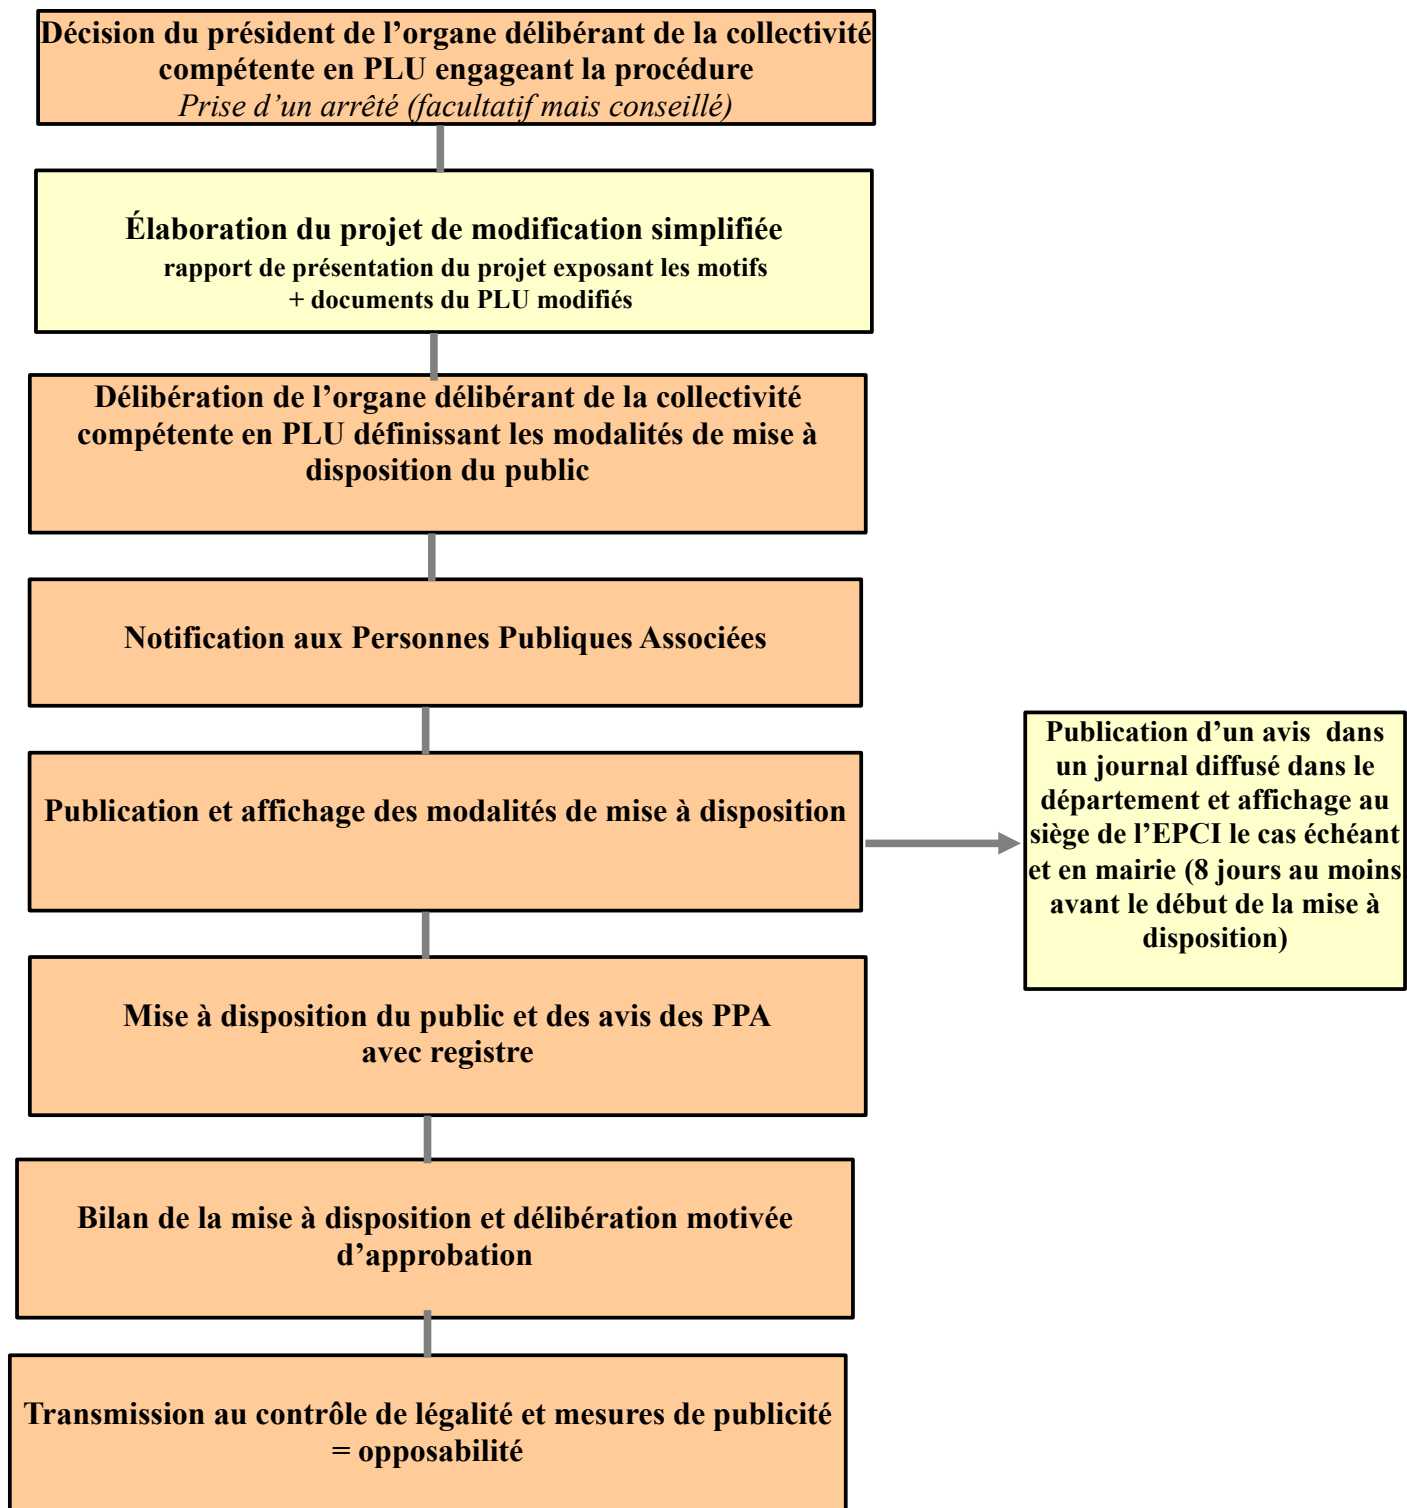 Décision du président de l’organe délibérant de la collectivité
compétente en PLU engageant la procédure
Prise d’un arrêté (facultatif mais conseillé)
Élaboration du projet de modification simplifiée
rapport de présentation du projet exposant les motifs
+ documents du PLU modifiés
Délibération de l’organe délibérant de la collectivité
compétente en PLU définissant les modalités de mise à
disposition du public
Notification aux Personnes Publiques Associées
Publication et affichage des modalités de mise à disposition
Publication d’un avis dans
un journal diffusé dans le
département et affichage au
siège de l’EPCI le cas échéant
et en mairie (8 jours au moins
avant le début de la mise à
disposition)
Mise à disposition du public et des avis des PPA
avec registre
Bilan de la mise à disposition et délibération motivée
d’approbation
Transmission au contrôle de légalité et mesures de publicité
= opposabilité